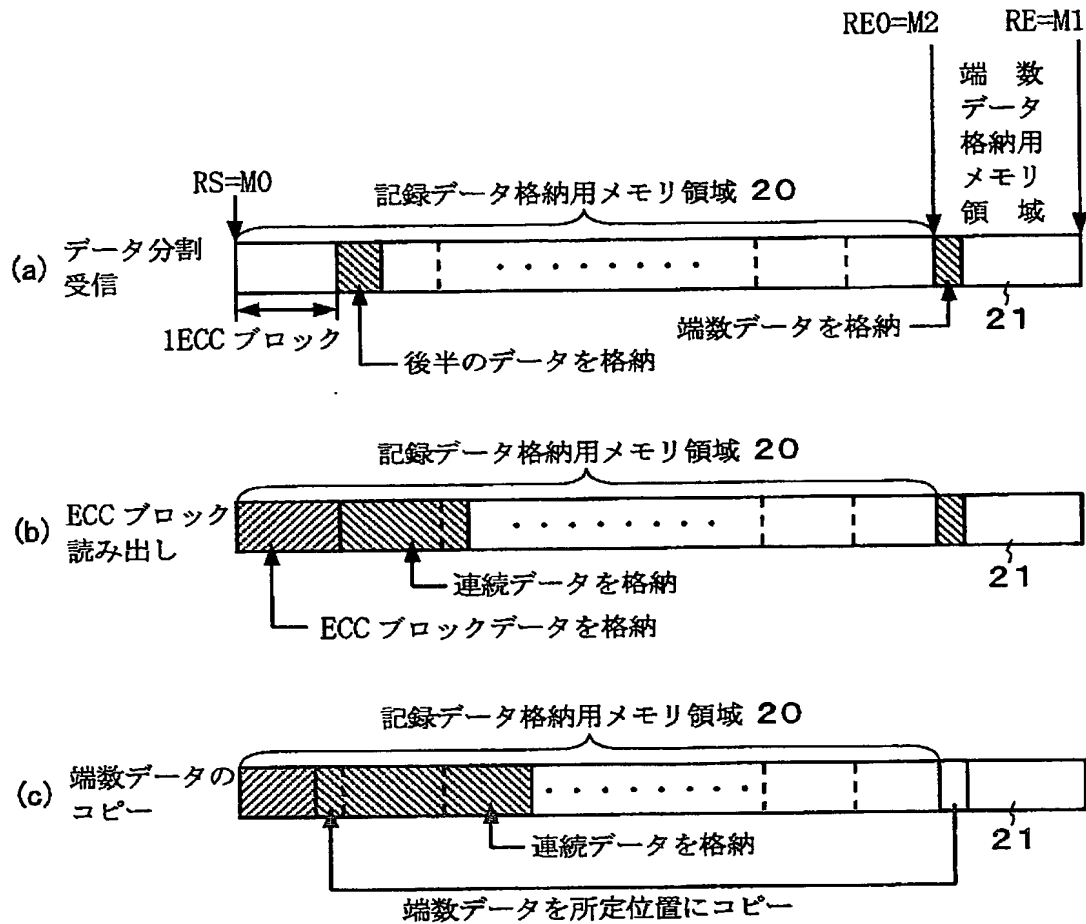 RE0=M2 RE=M1
端数
データ
格納用
メモリ
領域
RS=M0
記録データ格納用メモリ領域 20
(a) データ分割
受信
1ECC ブロック
後半のデータを格納
端数データを格納
21
記録データ格納用メモリ領域 20
(b) ECC ブロック
読み出し
連続データを格納
ECC ブロックデータを格納
21
記録データ格納用メモリ領域 20
(c) 端数データの
コピー
連続データを格納
21
端数データを所定位置にコピー